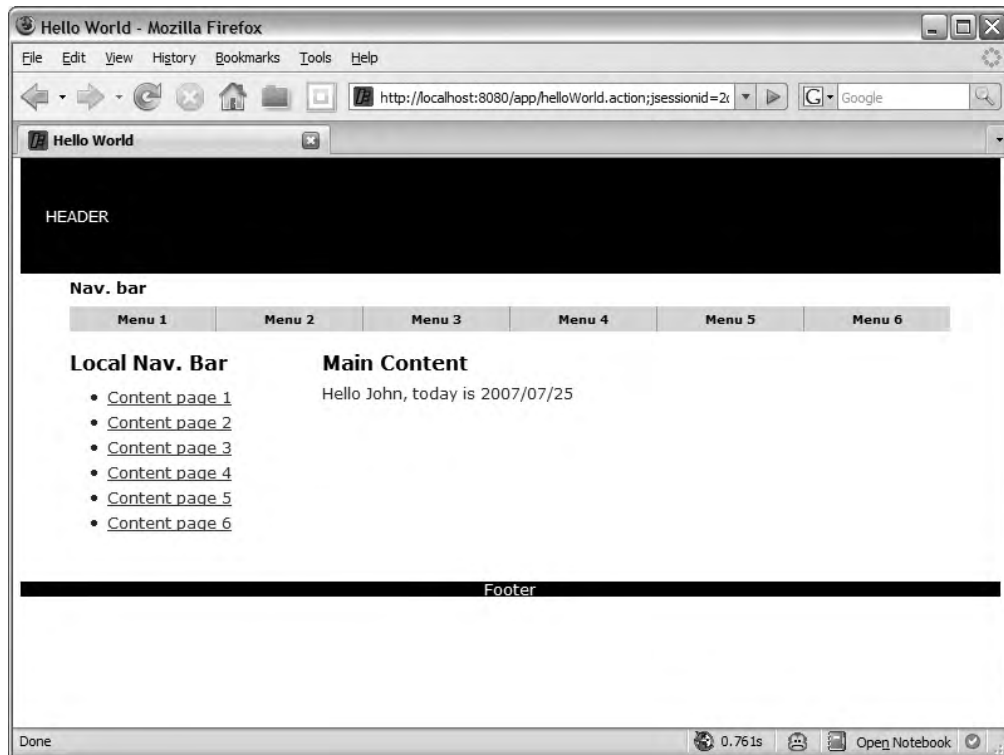 Hello World - Mozilla Firefox
File Edit View History Bookmarks Tools Help
http://localhost:8080/app/helloWorld.action;jsessionid=2c
G Google
Hello World
HEADER
Nav. bar
Menu 1 Menu 2 Menu 3 Menu 4 Menu 5 Menu 6
Local Nav. Bar
Main Content
Hello John, today is 2007/07/25
• Content page 1
• Content page 2
• Content page 3
• Content page 4
• Content page 5
• Content page 6
Footer
Done 0.761s Open Notebook